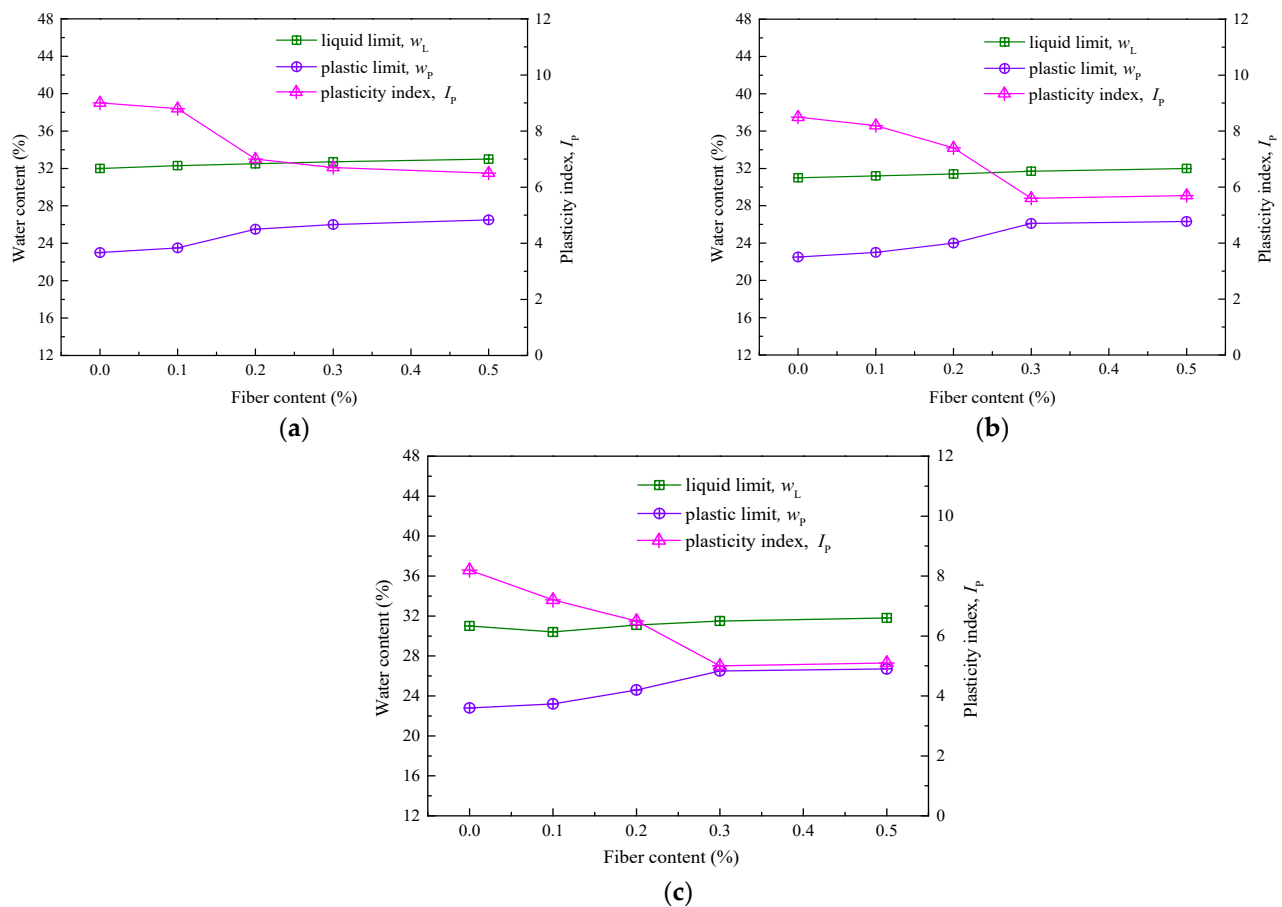 48
44
40
36
32
28
24
20
16
12
Water content (%)
liquid limit, wL
plastic limit, wP
plasticity index, IP
12
10
8
6
4
2
0
Plasticity index, IP
0.0 0.1 0.2 0.3 0.4 0.5
Fiber content (%)
(a)
48
44
40
36
32
28
24
20
16
12
Water content (%)
liquid limit, wL
plastic limit, wP
plasticity index, IP
12
10
8
6
4
2
0
Plasticity index, IP
0.0 0.1 0.2 0.3 0.4 0.5
Fiber content (%)
(b)
48
44
40
36
32
28
24
20
16
12
Water content (%)
liquid limit, wL
plastic limit, wP
plasticity index, IP
12
10
8
6
4
2
0
Plasticity index, IP
0.0 0.1 0.2 0.3 0.4 0.5
Fiber content (%)
(c)